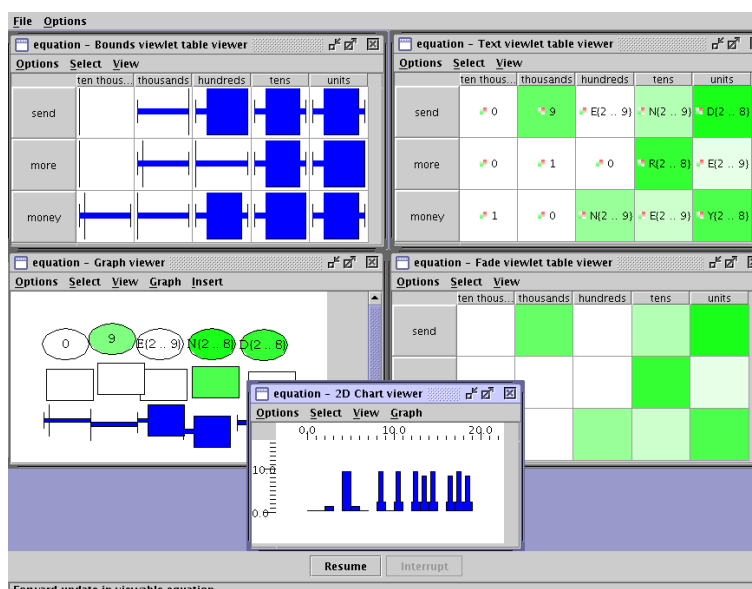 File Options
equation - Bounds viewlet table viewer
Options Select View
ten thous... thousands hundreds tens units
send
more
money
equation - Text viewlet table viewer
Options Select View
ten thous... thousands hundreds tens units
send 0 9 E{2 .. 9} N{2 .. 9} D{2 .. 8}
more 0 1 0 R{2 .. 8} E{2 .. 9}
money 1 0 N{2 .. 9} E{2 .. 9} Y{2 .. 8}
equation - Graph viewer
Options Select View Graph Insert
0 9 E{2 .. 9} N{2 .. 8} D{2 .. 8}
equation - Fade viewlet table viewer
Options Select View
ten thous... thousands hundreds tens units
send
equation - 2D Chart viewer
Options Select View Graph
0,0 10,0 20,0
10.0
0.0
Resume Interrupt
Forward update in viewable equation